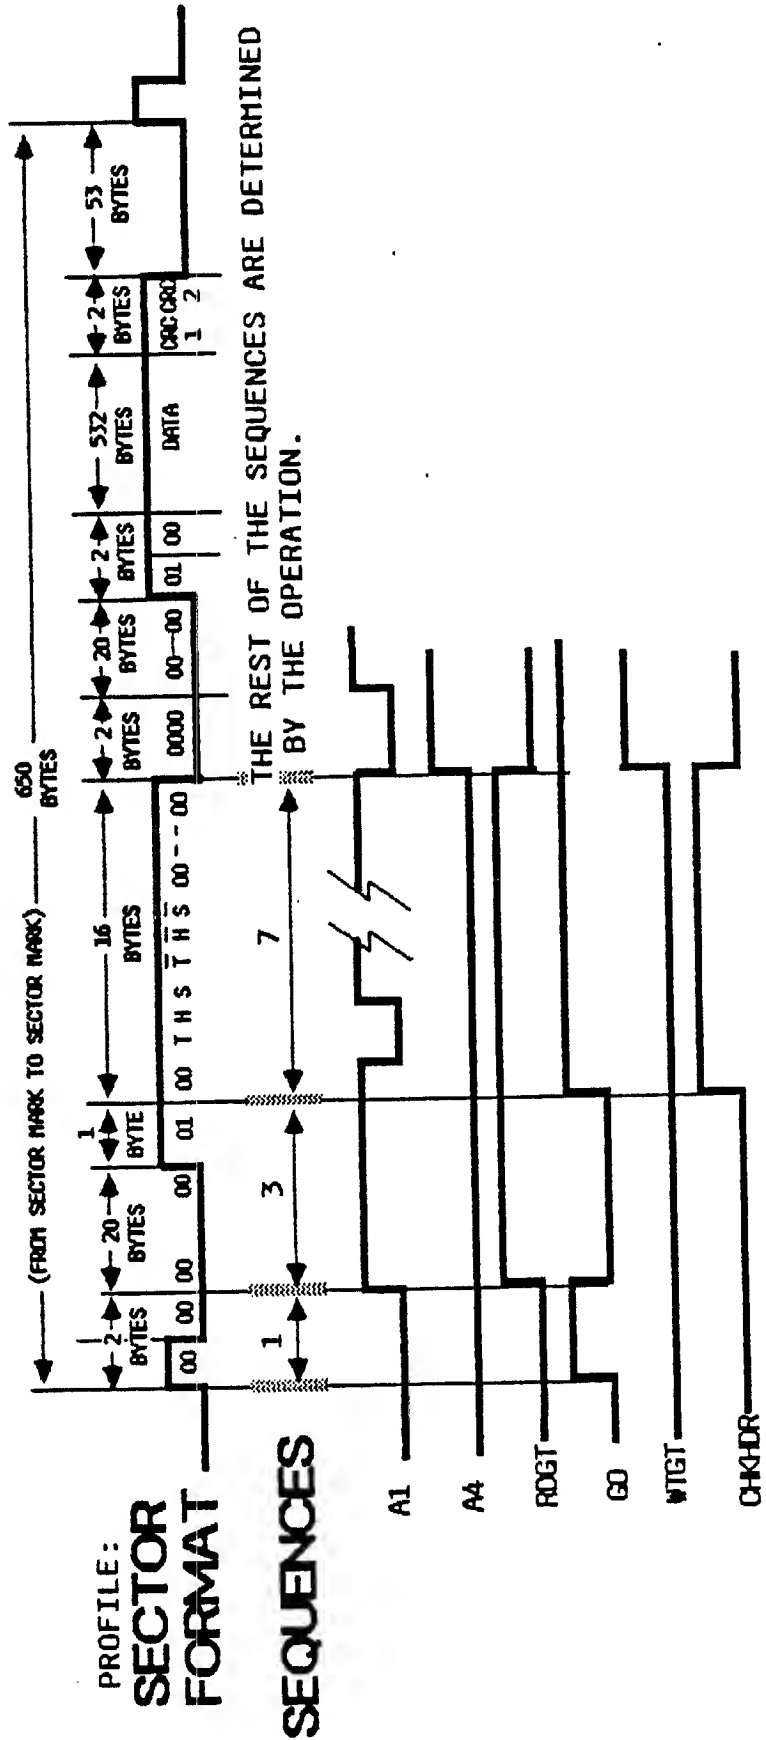 PROFILE:
SECTOR
FORMAT
(FROM SECTOR MARK TO SECTOR MARK)
650
BYTES
2
BYTES
20
BYTES
1
BYTE
16
BYTES
2
BYTES
20
BYTES
2
BYTES
532
BYTES
2
BYTES
53
BYTES
00 00 00 00 01 00 T H S T̅ H̅ S̅ 00--00 0000 00--00 01 00 DATA CRC CRC
1 2
SEQUENCES
1 3 7
THE REST OF THE SEQUENCES ARE DETERMINED
BY THE OPERATION.
A1
A4
RDGT
GO
WTGT
CHKHDR